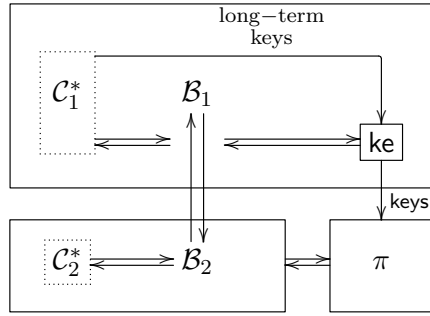 long−term
keys
𝒞₁* ℬ₁
ke
keys
𝒞₂* ℬ₂ π